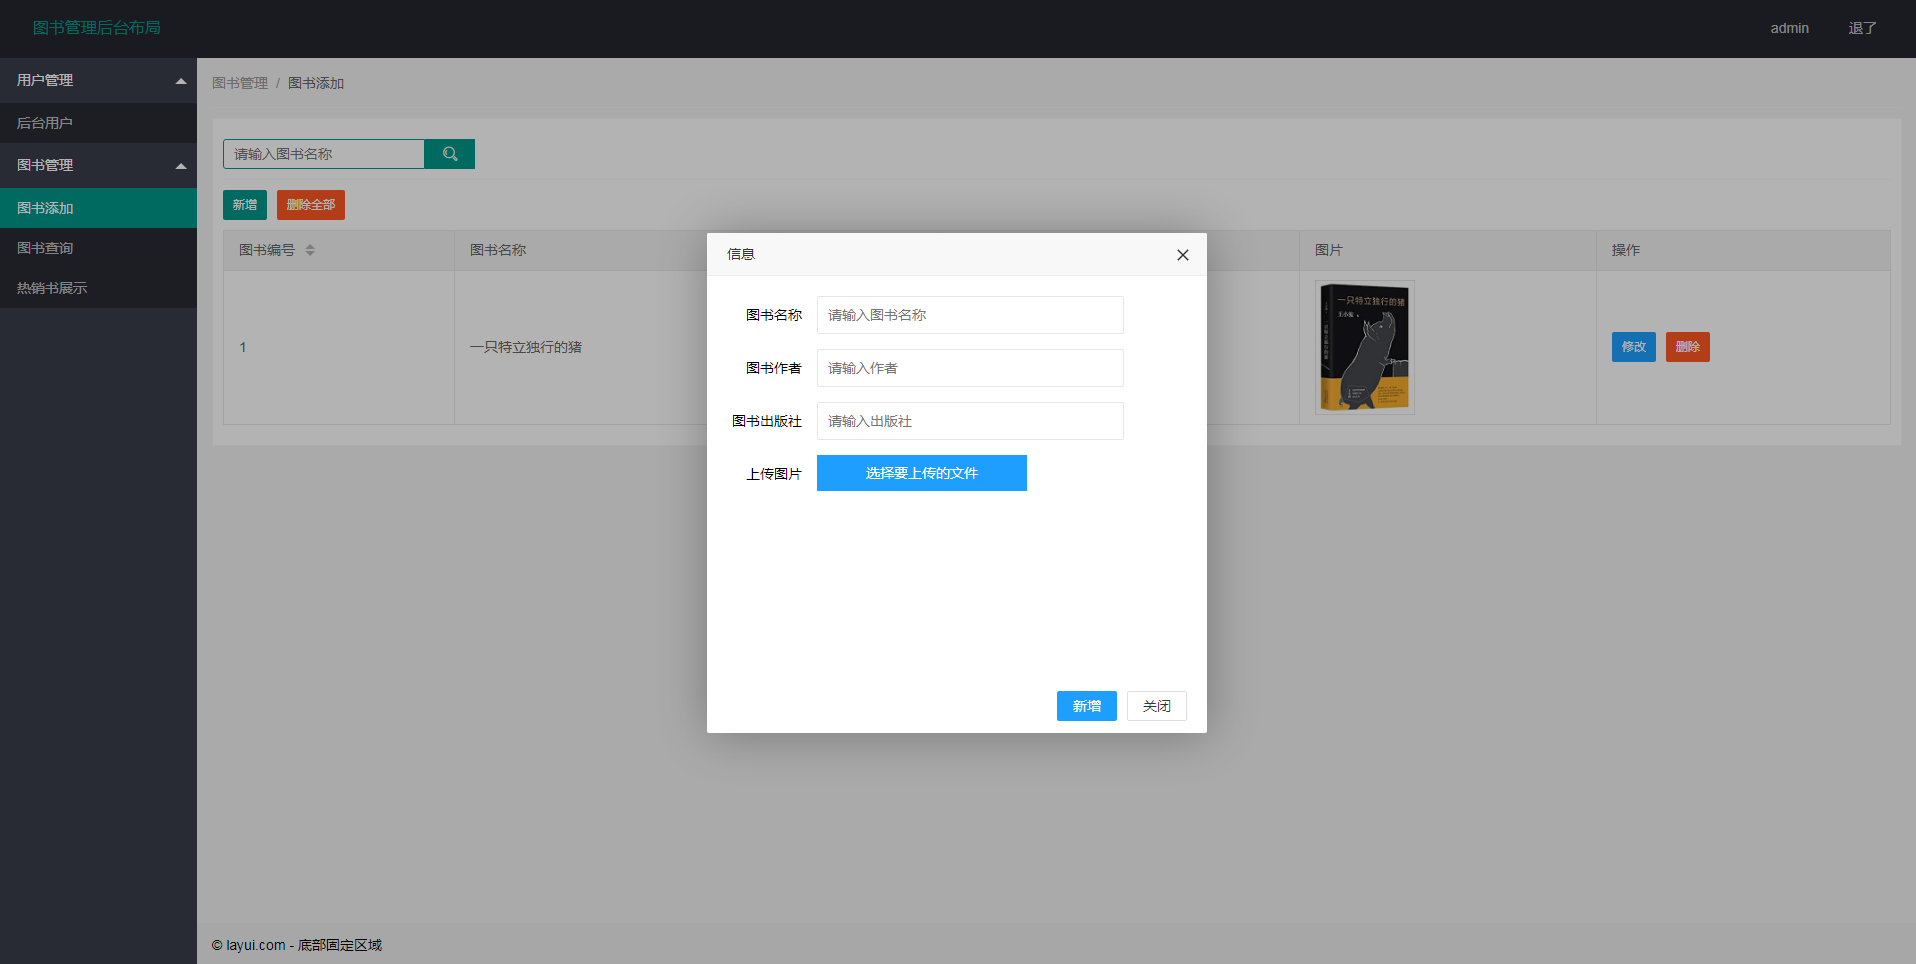 图书管理后台布局
admin
退了
用户管理
后台用户
图书管理
图书添加
图书查询
热销书展示
图书管理 / 图书添加
请输入图书名称
新增
删除全部
图书编号
图书名称
图片
操作
1
一只特立独行的猪
一只特立独行的猪
王小波
修改
删除
信息
图书名称
请输入图书名称
图书作者
请输入作者
图书出版社
请输入出版社
上传图片
选择要上传的文件
新增
关闭
© layui.com - 底部固定区域